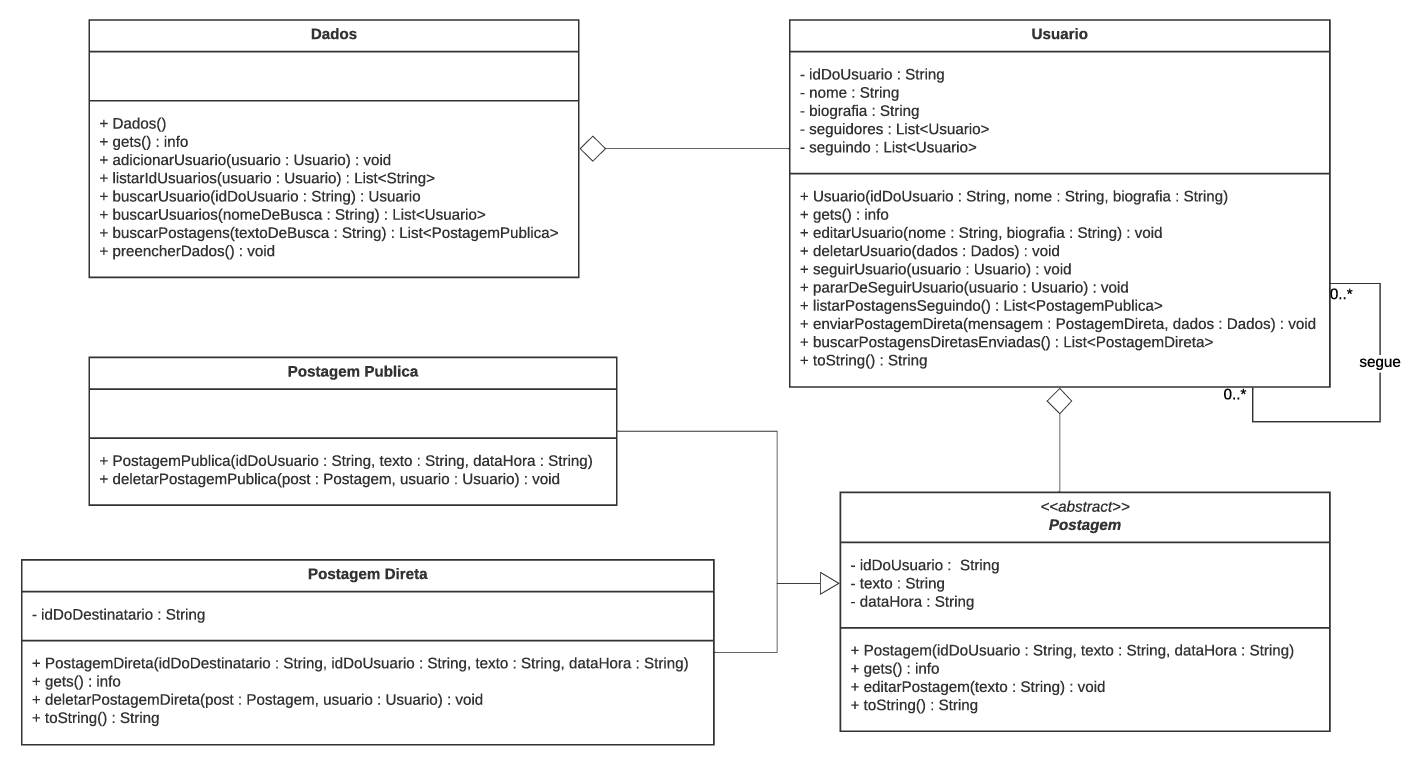 Dados
+ Dados()
+ gets() : info
+ adicionarUsuario(usuario : Usuario) : void
+ listarIdUsuarios(usuario : Usuario) : List<String>
+ buscarUsuario(idDoUsuario : String) : Usuario
+ buscarUsuarios(nomeDeBusca : String) : List<Usuario>
+ buscarPostagens(textoDeBusca : String) : List<PostagemPublica>
+ preencherDados() : void
Usuario
- idDoUsuario : String
- nome : String
- biografia : String
- seguidores : List<Usuario>
- seguindo : List<Usuario>
+ Usuario(idDoUsuario : String, nome : String, biografia : String)
+ gets() : info
+ editarUsuario(nome : String, biografia : String) : void
+ deletarUsuario(dados : Dados) : void
+ seguirUsuario(usuario : Usuario) : void
+ pararDeSeguirUsuario(usuario : Usuario) : void
+ listarPostagensSeguindo() : List<PostagemPublica>
+ enviarPostagemDireta(mensagem : PostagemDireta, dados : Dados) : void
+ buscarPostagensDiretasEnviadas() : List<PostagemDireta>
+ toString() : String
0..*
segue
0..*
Postagem Publica
+ PostagemPublica(idDoUsuario : String, texto : String, dataHora : String)
+ deletarPostagemPublica(post : Postagem, usuario : Usuario) : void
Postagem Direta
- idDoDestinatario : String
+ PostagemDireta(idDoDestinatario : String, idDoUsuario : String, texto : String, dataHora : String)
+ gets() : info
+ deletarPostagemDireta(post : Postagem, usuario : Usuario) : void
+ toString() : String
<<abstract>>
Postagem
- idDoUsuario :  String
- texto : String
- dataHora : String
+ Postagem(idDoUsuario : String, texto : String, dataHora : String)
+ gets() : info
+ editarPostagem(texto : String) : void
+ toString() : String